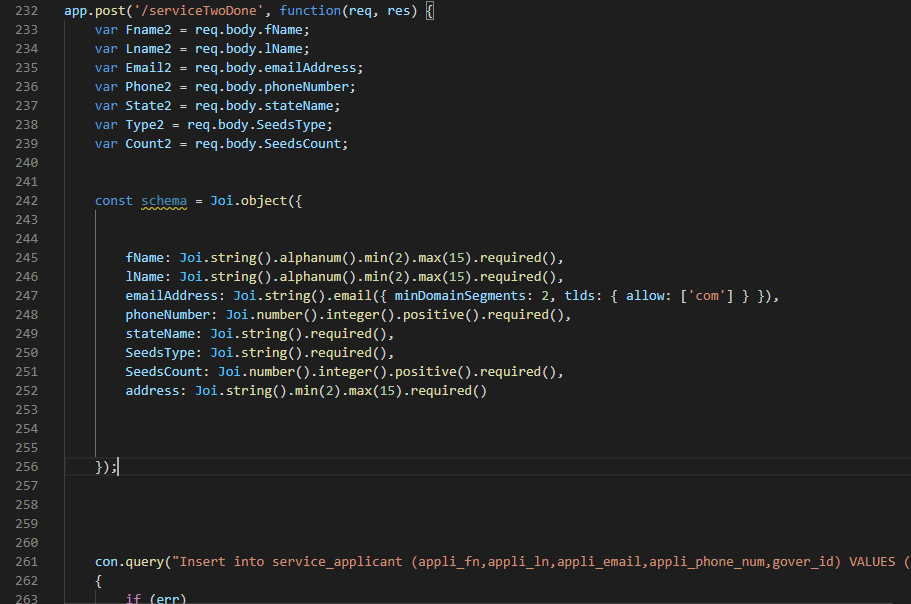 232 app.post('/serviceTwoDone', function(req, res) {
233 var Fname2 = req.body.fName;
234 var Lname2 = req.body.lName;
235 var Email2 = req.body.emailAddress;
236 var Phone2 = req.body.phoneNumber;
237 var State2 = req.body.stateName;
238 var Type2 = req.body.SeedsType;
239 var Count2 = req.body.SeedsCount;
240
241
242 const schema = Joi.object({
243
244
245 fName: Joi.string().alphanum().min(2).max(15).required(),
246 lName: Joi.string().alphanum().min(2).max(15).required(),
247 emailAddress: Joi.string().email({ minDomainSegments: 2, tlds: { allow: ['com'] } }),
248 phoneNumber: Joi.number().integer().positive().required(),
249 stateName: Joi.string().required(),
250 SeedsType: Joi.string().required(),
251 SeedsCount: Joi.number().integer().positive().required(),
252 address: Joi.string().min(2).max(15).required()
253
254
255
256 });
257
258
259
260
261 con.query("Insert into service_applicant (appli_fn,appli_ln,appli_email,appli_phone_num,gover_id) VALUES (
262 {
263 if (err)